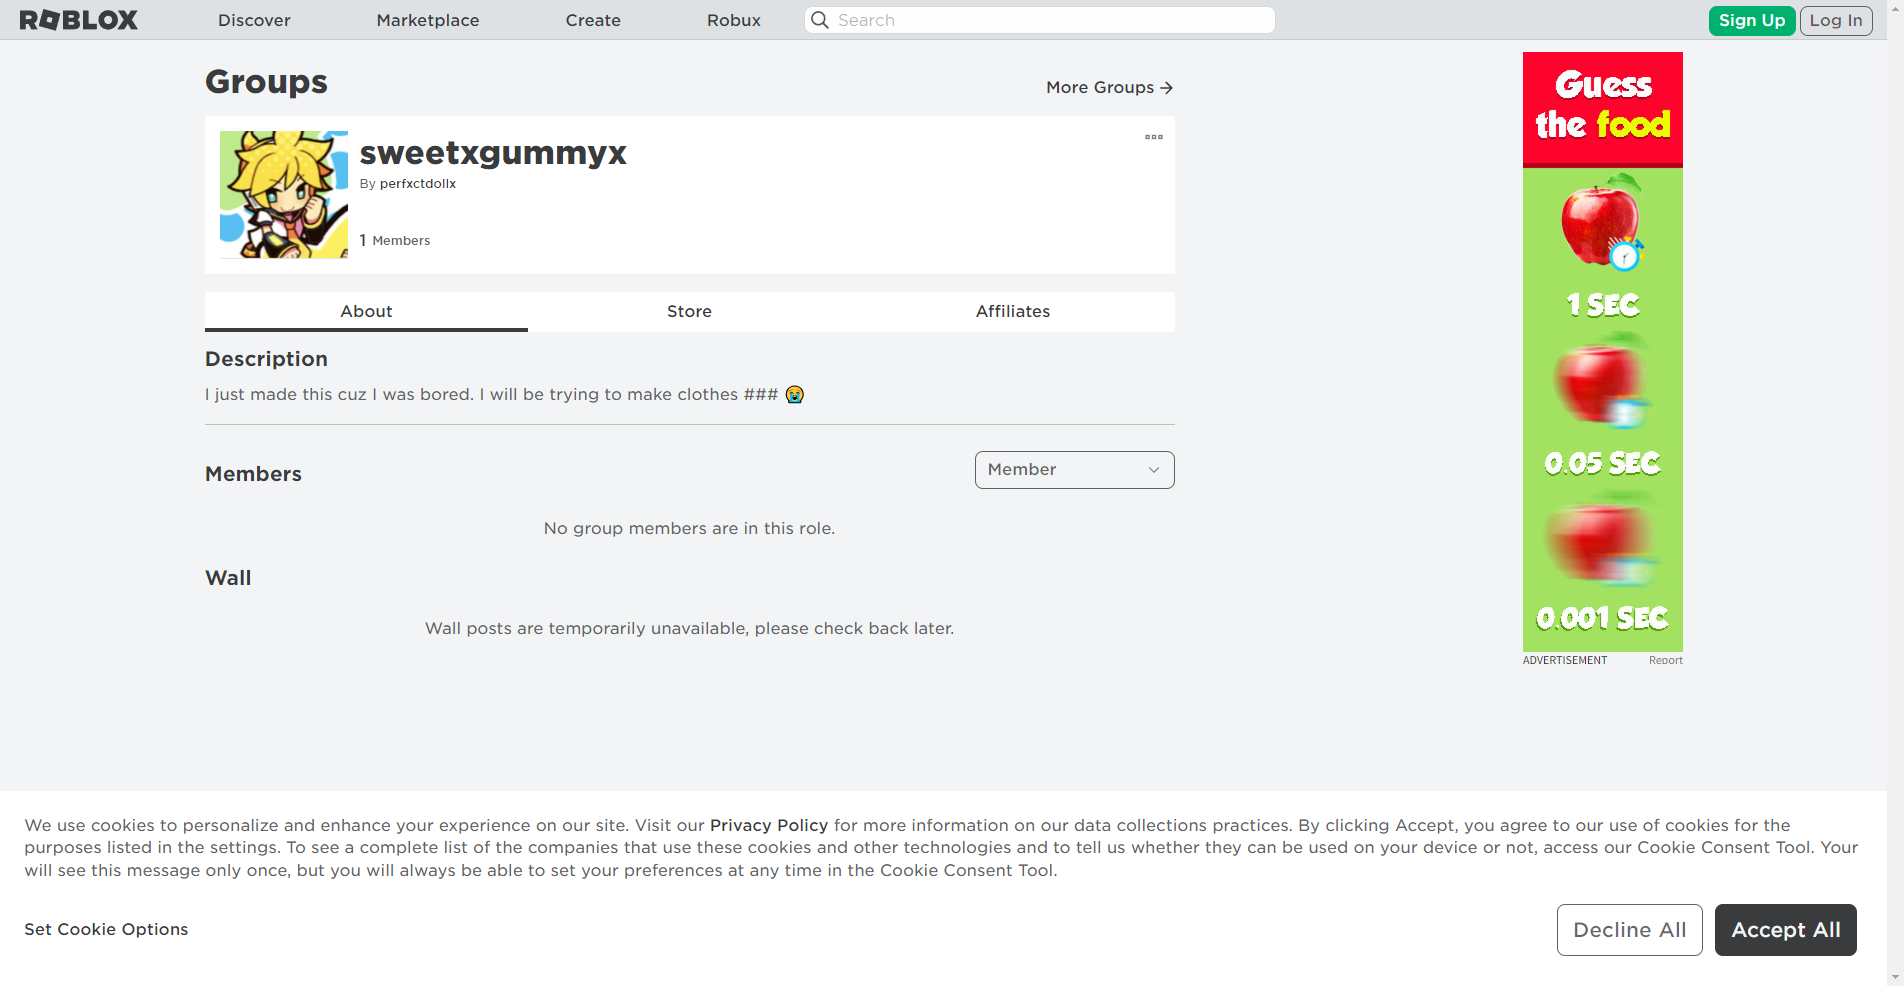 ROBLOX
Discover
Marketplace
Create
Robux
Search
Sign Up
Log In
Groups
More Groups
sweetxgummyx
By perfxctdollx
1 Members
About
Store
Affiliates
Description
I just made this cuz I was bored. I will be trying to make clothes ### 😭
Members
Member
No group members are in this role.
Wall
Wall posts are temporarily unavailable, please check back later.
Guess
the food
1 SEC
0.05 SEC
0.001 SEC
ADVERTISEMENT
Report
We use cookies to personalize and enhance your experience on our site. Visit our Privacy Policy for more information on our data collections practices. By clicking Accept, you agree to our use of cookies for the
purposes listed in the settings. To see a complete list of the companies that use these cookies and other technologies and to tell us whether they can be used on your device or not, access our Cookie Consent Tool. Your
will see this message only once, but you will always be able to set your preferences at any time in the Cookie Consent Tool.
Set Cookie Options
Decline All
Accept All